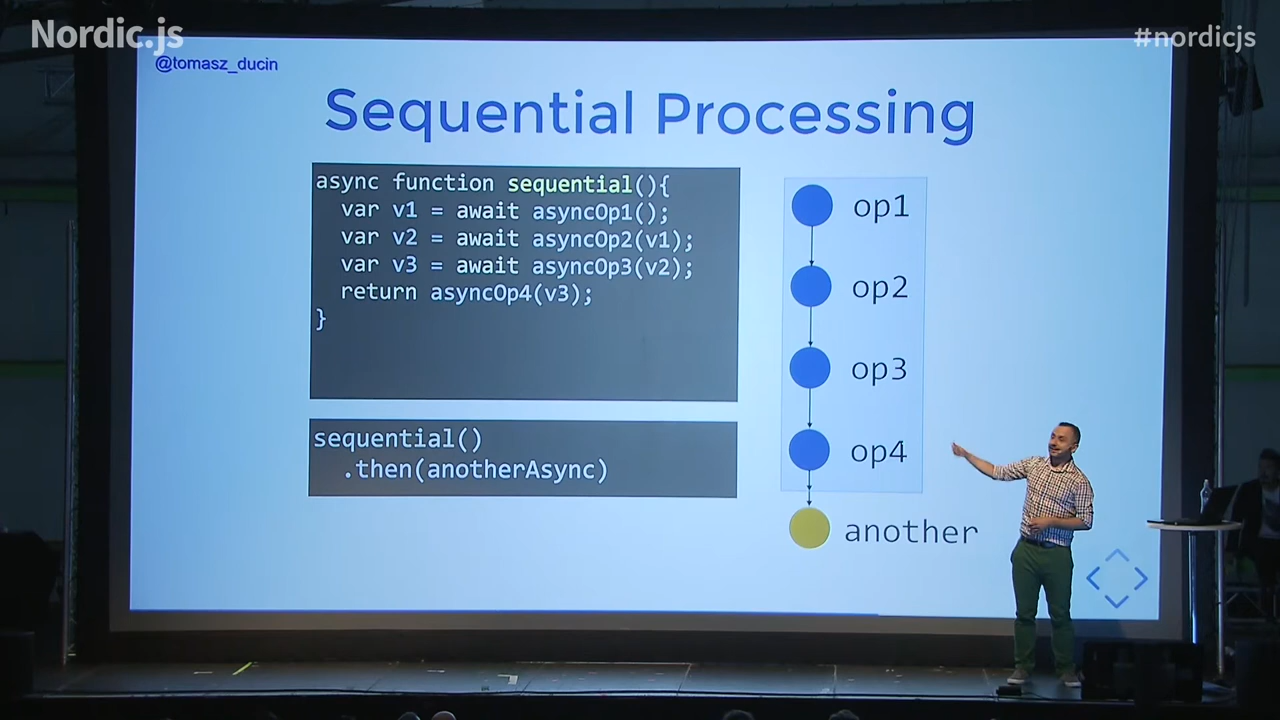 Nordic.js
#nordicjs
@tomasz_ducin
Sequential Processing
async function sequential(){
  var v1 = await asyncOp1();
  var v2 = await asyncOp2(v1);
  var v3 = await asyncOp3(v2);
  return asyncOp4(v3);
}
sequential()
  .then(anotherAsync)
op1
op2
op3
op4
another